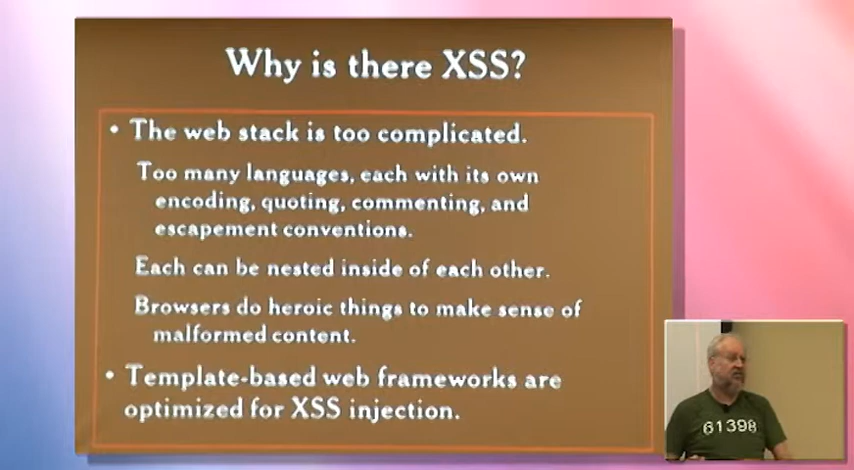 Why is there XSS?
• The web stack is too complicated.
Too many languages, each with its own
encoding, quoting, commenting, and
escapement conventions.
Each can be nested inside of each other.
Browsers do heroic things to make sense of
malformed content.
• Template-based web frameworks are
optimized for XSS injection.
61398